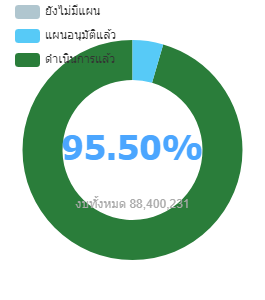 ยังไม่มีแผน
แผนอนุมัติแล้ว
ดำเนินการแล้ว
95.50%
งบทั้งหมด 88,400,231